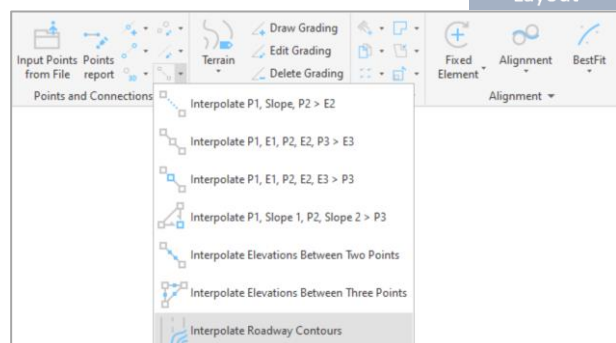 Layout
Draw Grading
Edit Grading
Delete Grading
Input Points from File
Points report
Terrain
Fixed Element
Alignment
BestFit
Points and Connections
Alignment
Interpolate P1, Slope, P2 > E2
Interpolate P1, E1, P2, E2, P3 > E3
Interpolate P1, E1, P2, E2, E3 > P3
Interpolate P1, Slope 1, P2, Slope 2 > P3
Interpolate Elevations Between Two Points
Interpolate Elevations Between Three Points
Interpolate Roadway Contours